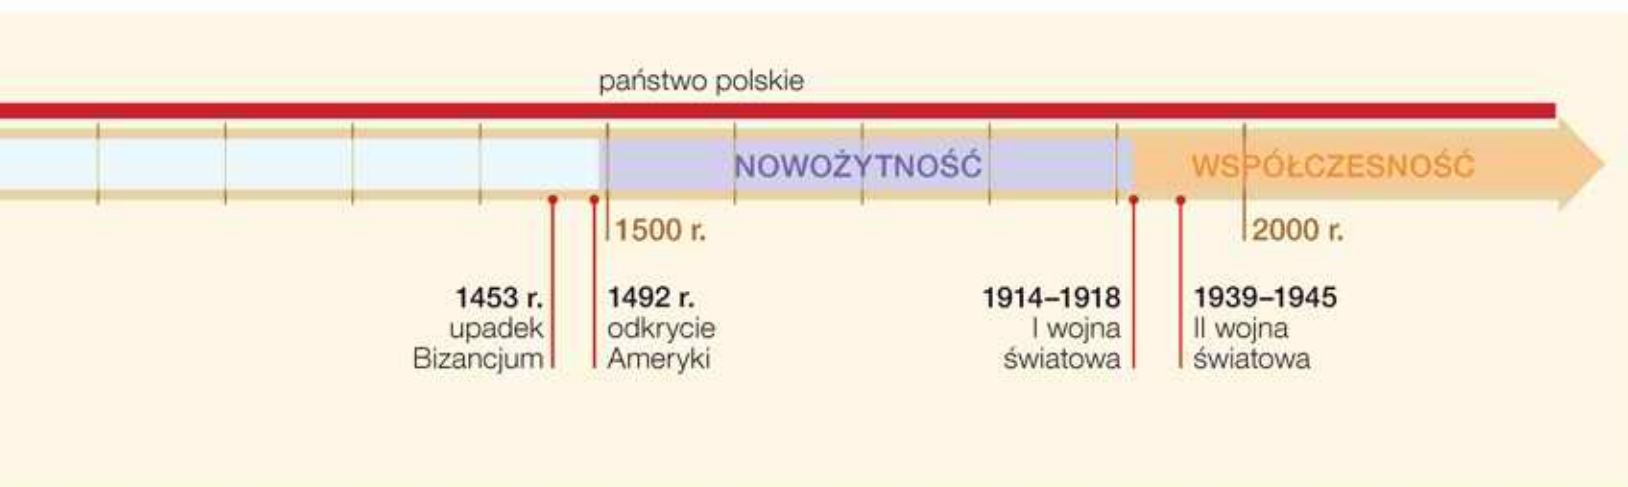 państwo polskie
NOWOŻYTNOŚĆ
WSPÓŁCZESNOŚĆ
1500 r.
2000 r.
1453 r.
upadek
Bizancjum
1492 r.
odkrycie
Ameryki
1914–1918
I wojna
światowa
1939–1945
II wojna
światowa